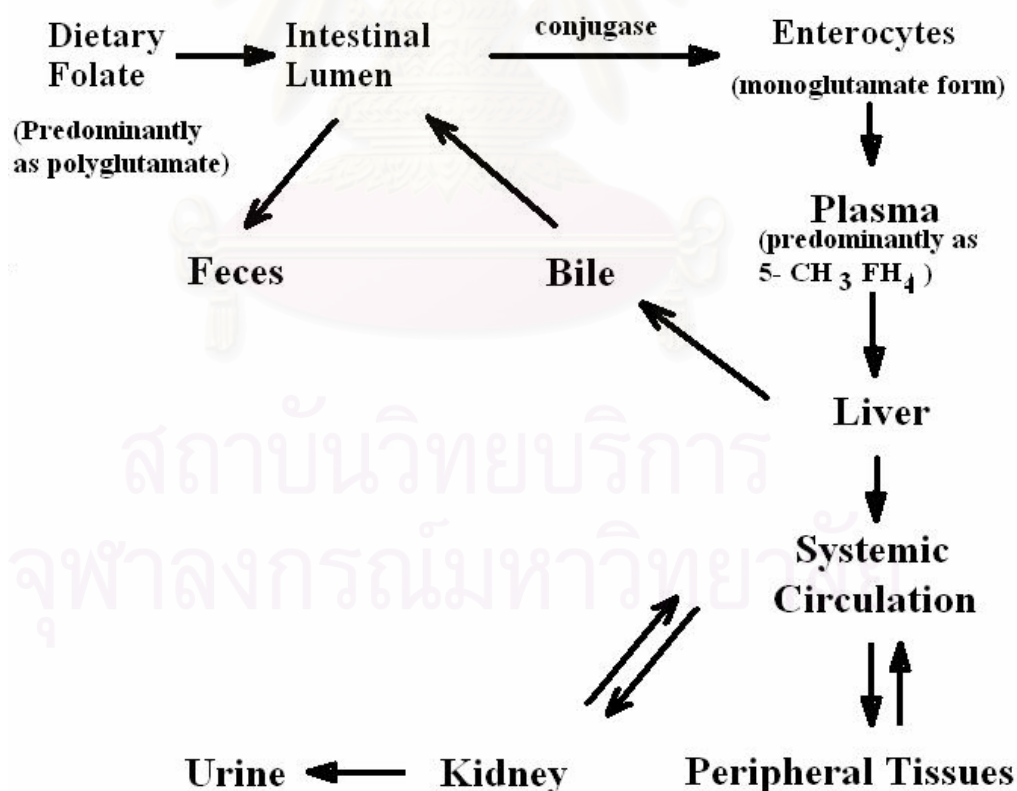 Dietary
Folate
(Predominantly
as polyglutamate)
Intestinal
Lumen
conjugase
Enterocytes
(monoglutamate form)
Plasma
(predominantly as
5- CH 3 FH 4 )
Feces
Bile
Liver
สถาบันวิทยบริการ
จุฬาลงกรณ์มหาวิทยาลัย
Systemic
Circulation
Urine
Kidney
Peripheral Tissues